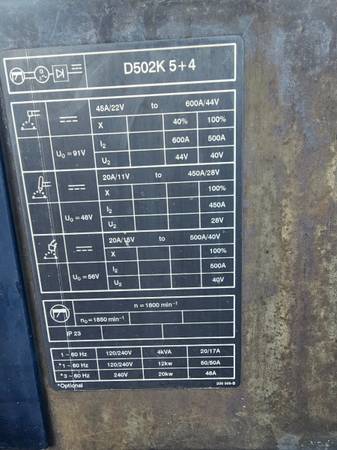 D502K 5+4
45A/22V to 600A/44V
X 40% 100%
I₂ 600A 500A
U₀=91V U₂ 44V 40V
20A/11V to 450A/28V
X 100%
I₂ 450A
U₀=48V U₂ 28V
20A/15V to 500A/40V
X 100%
I₂ 500A
U₀=56V U₂ 40V
n=1800 min⁻¹
n₀=1850 min⁻¹
IP 23
1~60 Hz 120/240V 4kVA 20/17A
*1~60 Hz 120/240V 12kw 50/50A
*3~60 Hz 240V 20kw 48A
*Optional